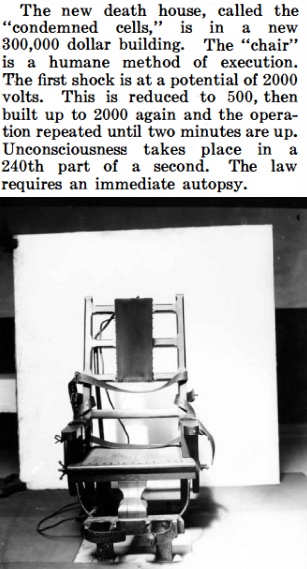 The new death house, called the
“condemned cells,” is in a new
300,000 dollar building. The “chair”
is a humane method of execution.
The first shock is at a potential of 2000
volts. This is reduced to 500, then
built up to 2000 again and the opera-
tion repeated until two minutes are up.
Unconsciousness takes place in a
240th part of a second. The law
requires an immediate autopsy.